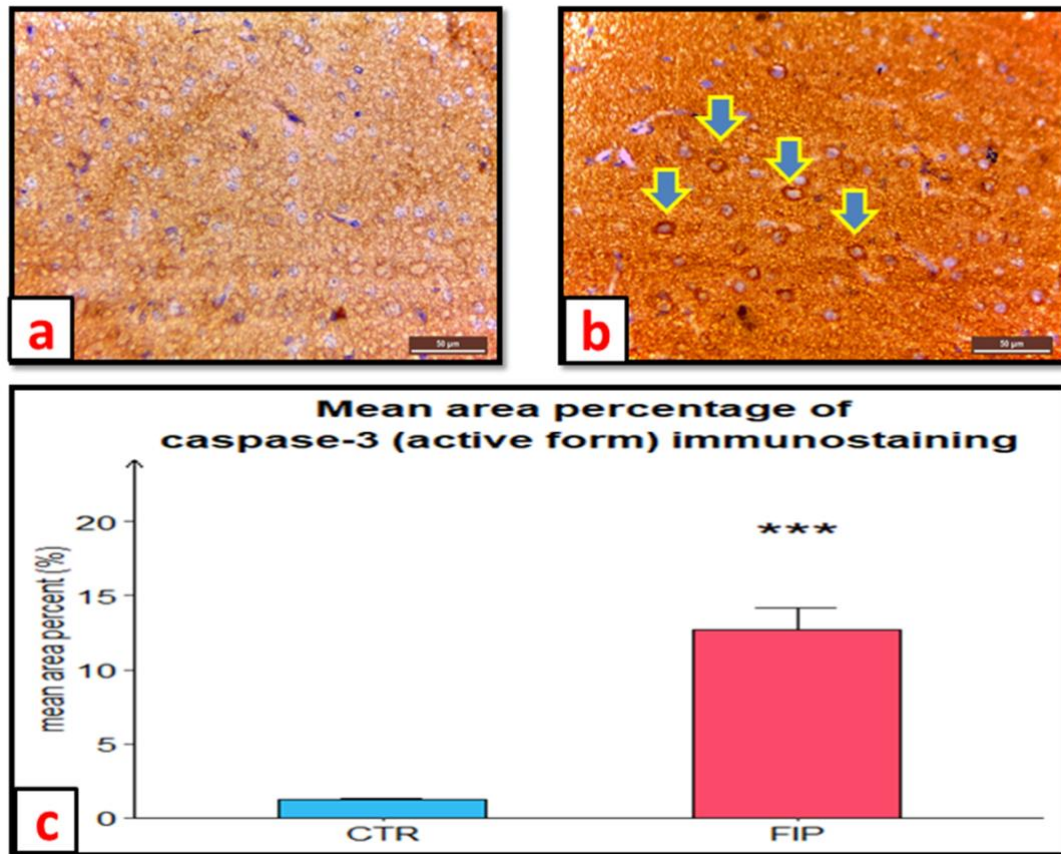 a
50 µm
b
50 µm
Mean area percentage of
caspase-3 (active form) immunostaining
mean area percent (%)
20
15
10
5
0
***
CTR
FIP
c